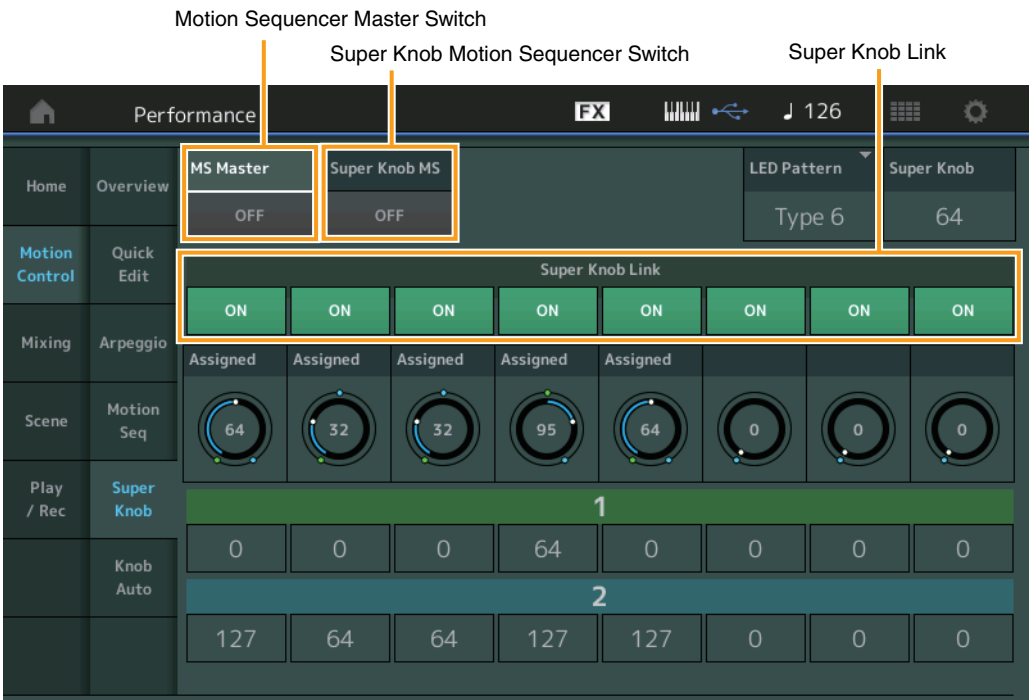 Motion Sequencer Master Switch
Super Knob Motion Sequencer Switch
Super Knob Link
Performance
FX
126
Home
Overview
MS Master
OFF
Super Knob MS
OFF
LED Pattern
Type 6
Super Knob
64
Motion
Control
Quick
Edit
Super Knob Link
ON ON ON ON ON ON ON ON
Mixing
Arpeggio
Assigned Assigned Assigned Assigned Assigned
64 32 32 95 64 0 0 0
Scene
Motion
Seq
Play
/ Rec
Super
Knob
1
0 0 0 64 0 0 0 0
Knob
Auto
2
127 64 64 127 127 0 0 0